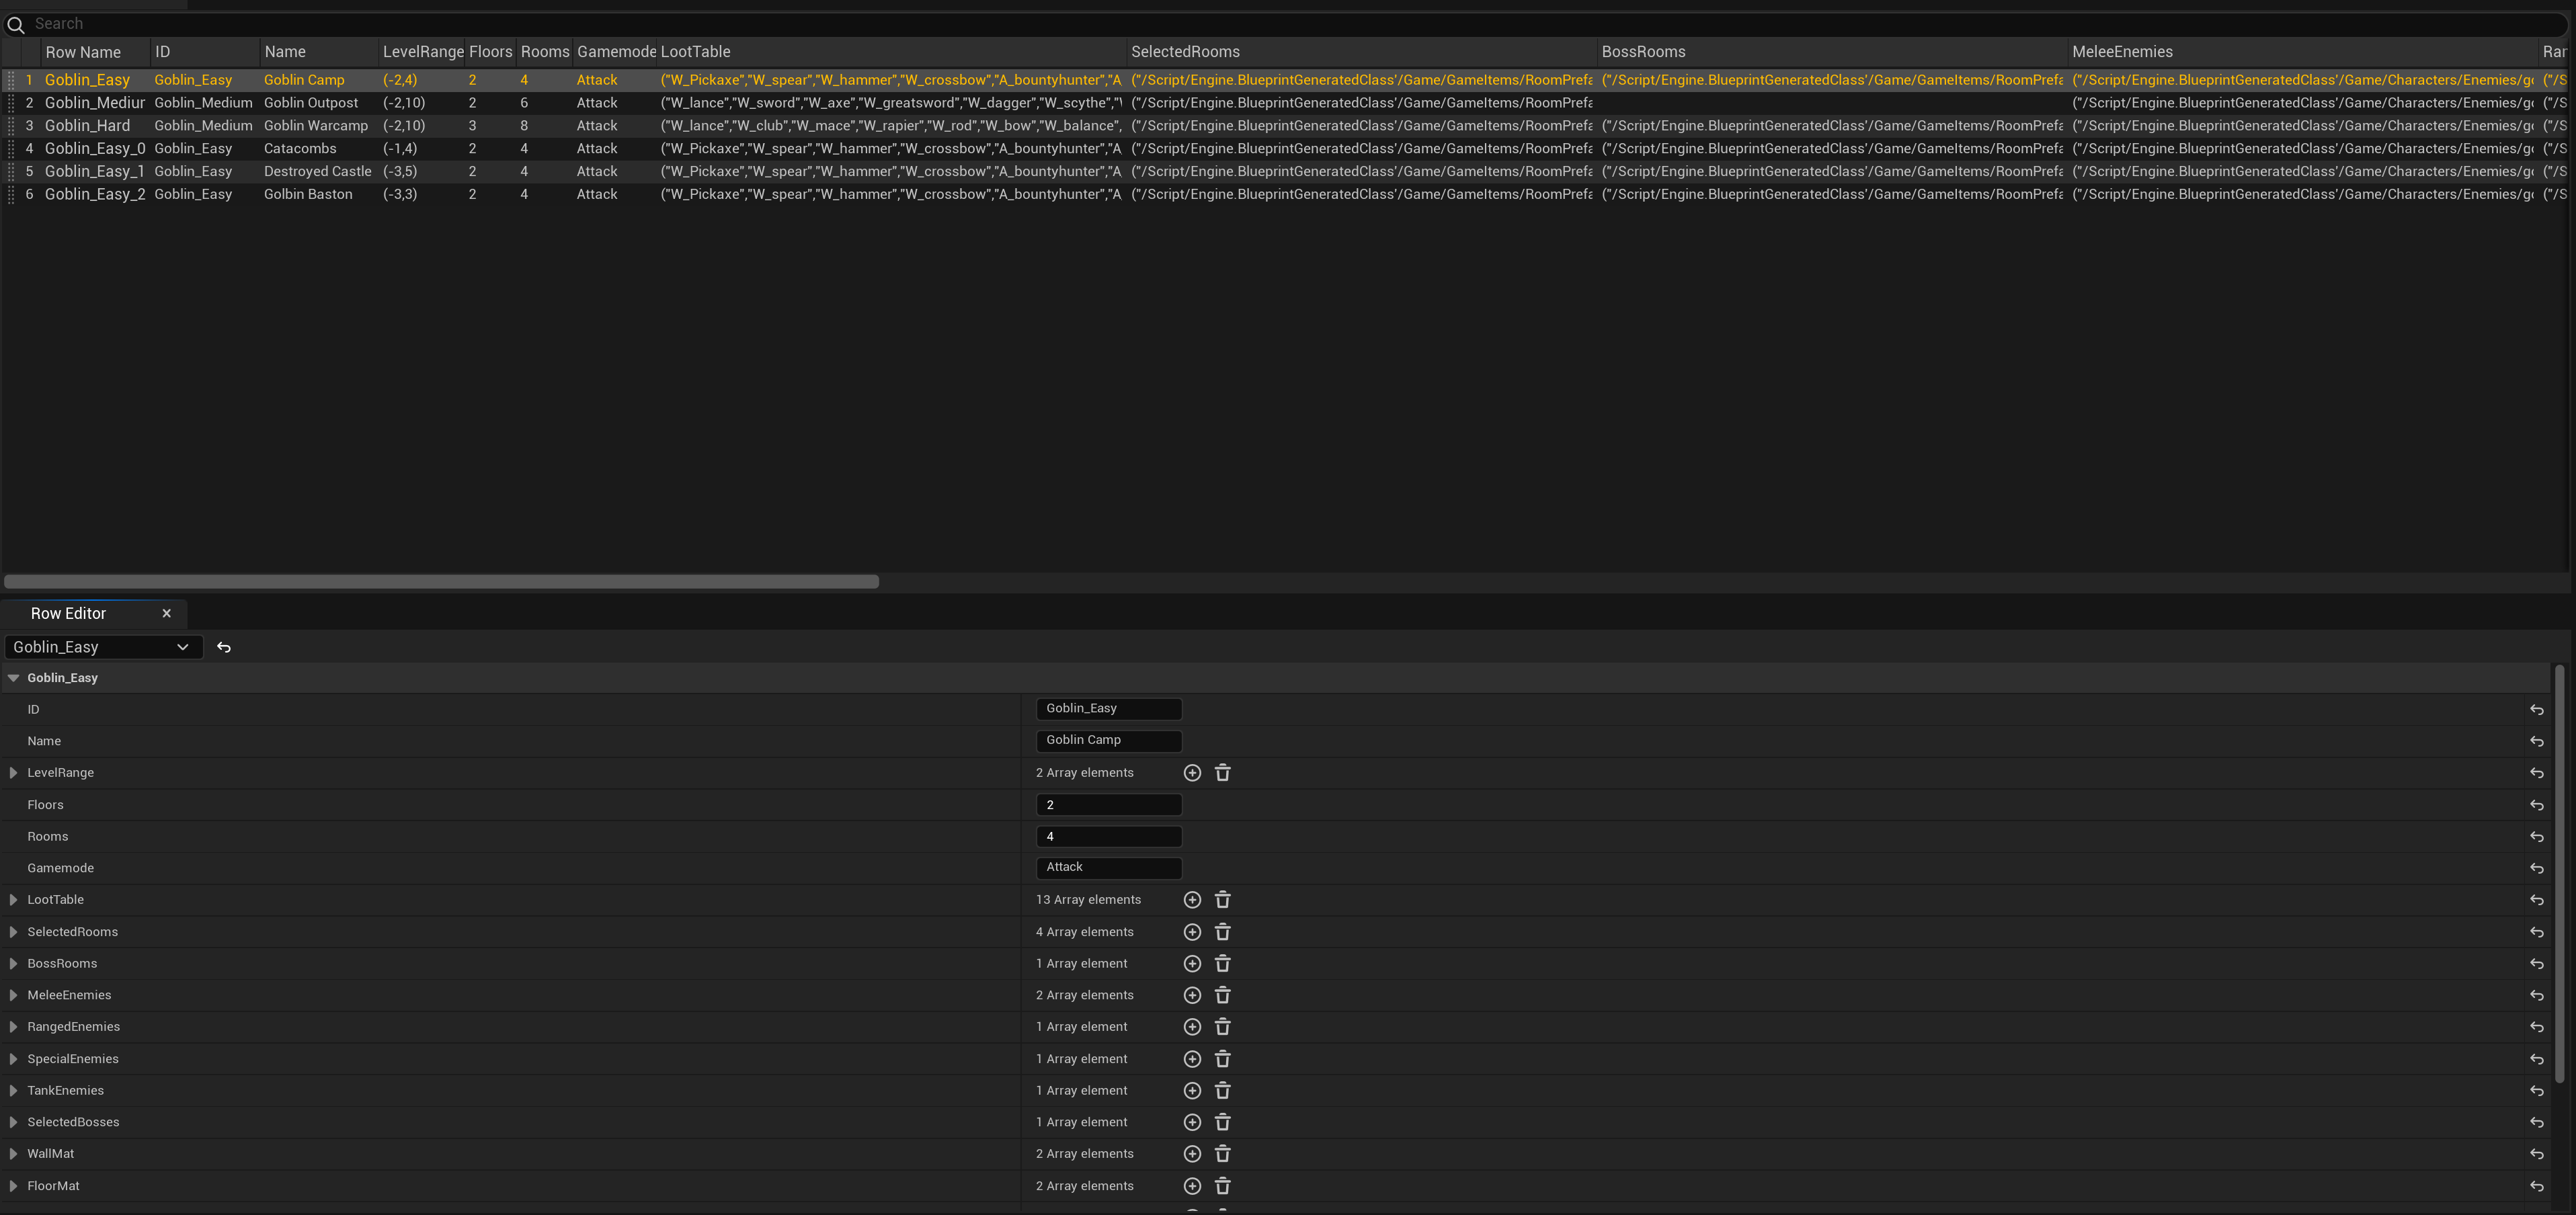 Search
Row Name ID Name LevelRange Floors Rooms Gamemode LootTable SelectedRooms BossRooms MeleeEnemies Ran
1 Goblin_Easy Goblin_Easy Goblin Camp (-2,4) 2 4 Attack ("W_Pickaxe","W_spear","W_hammer","W_crossbow","A_bountyhunter","A ("/Script/Engine.BlueprintGeneratedClass'/Game/GameItems/RoomPrefa ("/Script/Engine.BlueprintGeneratedClass'/Game/GameItems/RoomPrefa ("/Script/Engine.BlueprintGeneratedClass'/Game/Characters/Enemies/go ("/S
2 Goblin_Mediur Goblin_Medium Goblin Outpost (-2,10) 2 6 Attack ("W_lance","W_sword","W_axe","W_greatsword","W_dagger","W_scythe"," ("/Script/Engine.BlueprintGeneratedClass'/Game/GameItems/RoomPrefa ("/Script/Engine.BlueprintGeneratedClass'/Game/Characters/Enemies/go ("/S
3 Goblin_Hard Goblin_Medium Goblin Warcamp (-2,10) 3 8 Attack ("W_lance","W_club","W_mace","W_rapier","W_rod","W_bow","W_balance", ("/Script/Engine.BlueprintGeneratedClass'/Game/GameItems/RoomPrefa ("/Script/Engine.BlueprintGeneratedClass'/Game/GameItems/RoomPrefa ("/Script/Engine.BlueprintGeneratedClass'/Game/Characters/Enemies/go ("/S
4 Goblin_Easy_0 Goblin_Easy Catacombs (-1,4) 2 4 Attack ("W_Pickaxe","W_spear","W_hammer","W_crossbow","A_bountyhunter","A ("/Script/Engine.BlueprintGeneratedClass'/Game/GameItems/RoomPrefa ("/Script/Engine.BlueprintGeneratedClass'/Game/GameItems/RoomPrefa ("/Script/Engine.BlueprintGeneratedClass'/Game/Characters/Enemies/go ("/S
5 Goblin_Easy_1 Goblin_Easy Destroyed Castle (-3,5) 2 4 Attack ("W_Pickaxe","W_spear","W_hammer","W_crossbow","A_bountyhunter","A ("/Script/Engine.BlueprintGeneratedClass'/Game/GameItems/RoomPrefa ("/Script/Engine.BlueprintGeneratedClass'/Game/GameItems/RoomPrefa ("/Script/Engine.BlueprintGeneratedClass'/Game/Characters/Enemies/go ("/S
6 Goblin_Easy_2 Goblin_Easy Golbin Baston (-3,3) 2 4 Attack ("W_Pickaxe","W_spear","W_hammer","W_crossbow","A_bountyhunter","A ("/Script/Engine.BlueprintGeneratedClass'/Game/GameItems/RoomPrefa ("/Script/Engine.BlueprintGeneratedClass'/Game/GameItems/RoomPrefa ("/Script/Engine.BlueprintGeneratedClass'/Game/Characters/Enemies/go ("/S
Row Editor
Goblin_Easy
Goblin_Easy
ID Goblin_Easy
Name Goblin Camp
LevelRange 2 Array elements
Floors 2
Rooms 4
Gamemode Attack
LootTable 13 Array elements
SelectedRooms 4 Array elements
BossRooms 1 Array element
MeleeEnemies 2 Array elements
RangedEnemies 1 Array element
SpecialEnemies 1 Array element
TankEnemies 1 Array element
SelectedBosses 1 Array element
WallMat 2 Array elements
FloorMat 2 Array elements